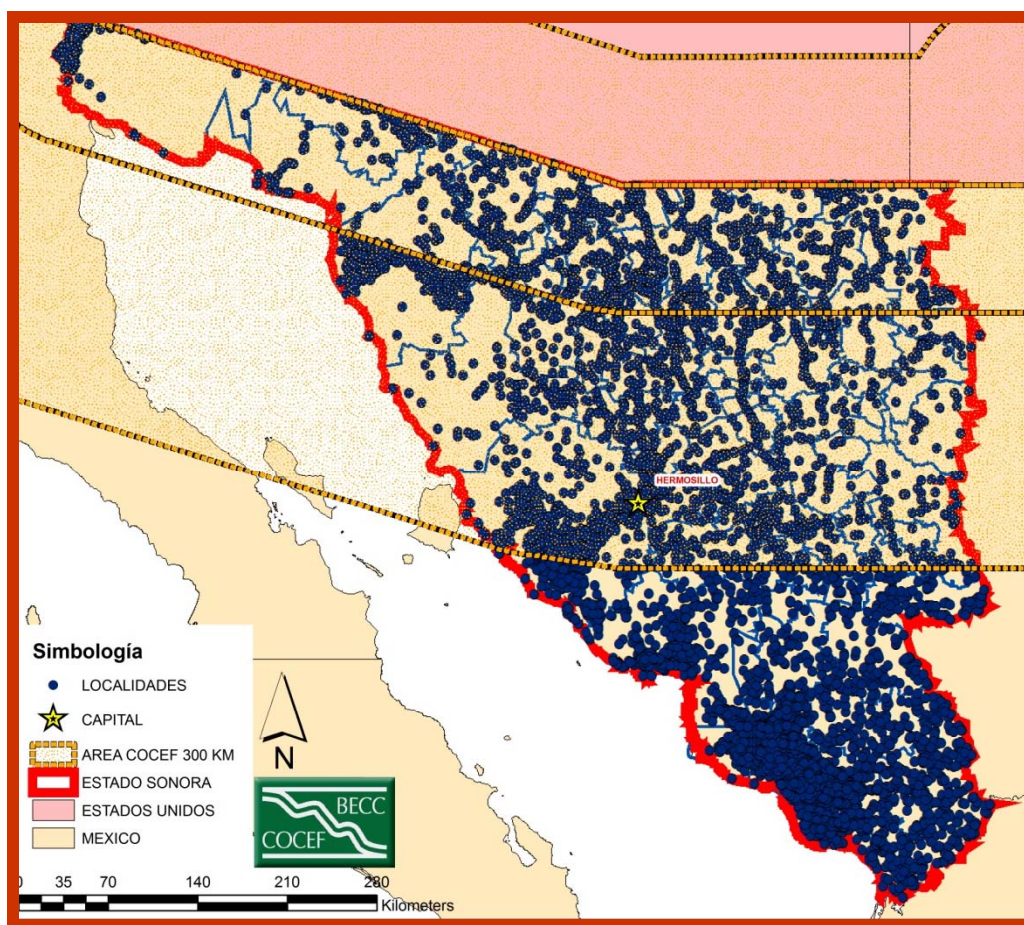 HERMOSILLO
Simbología
LOCALIDADES
CAPITAL
AREA COCEF 300 KM
ESTADO SONORA
ESTADOS UNIDOS
MEXICO
N
BECC
COCEF
0 35 70 140 210 280
Kilometers